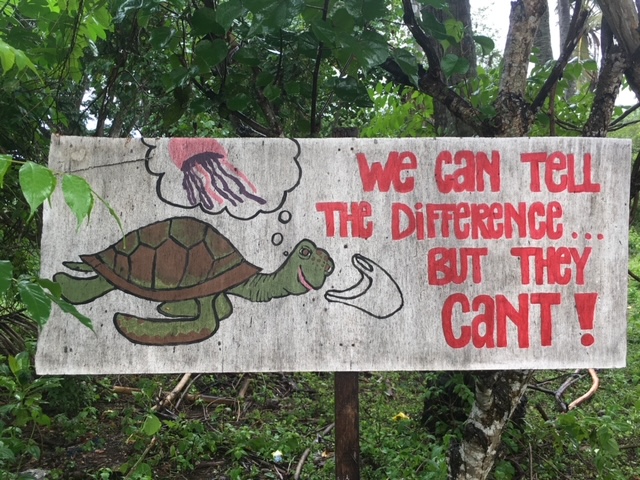 WE CAN TELL
THE DIFFERENCE...
BUT THEY
CANT!